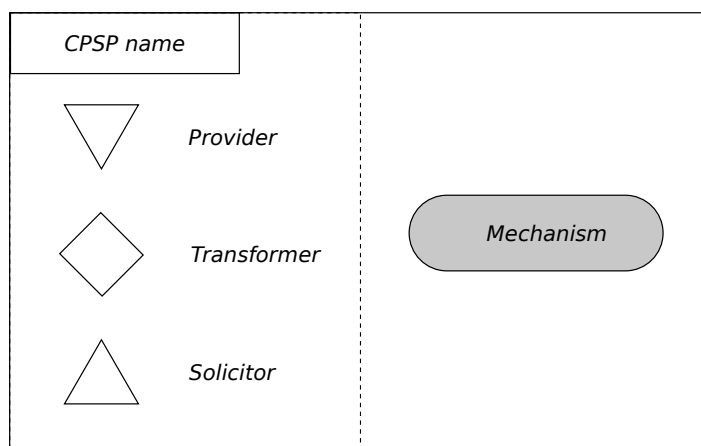 CPSP name
Provider
Transformer
Mechanism
Solicitor